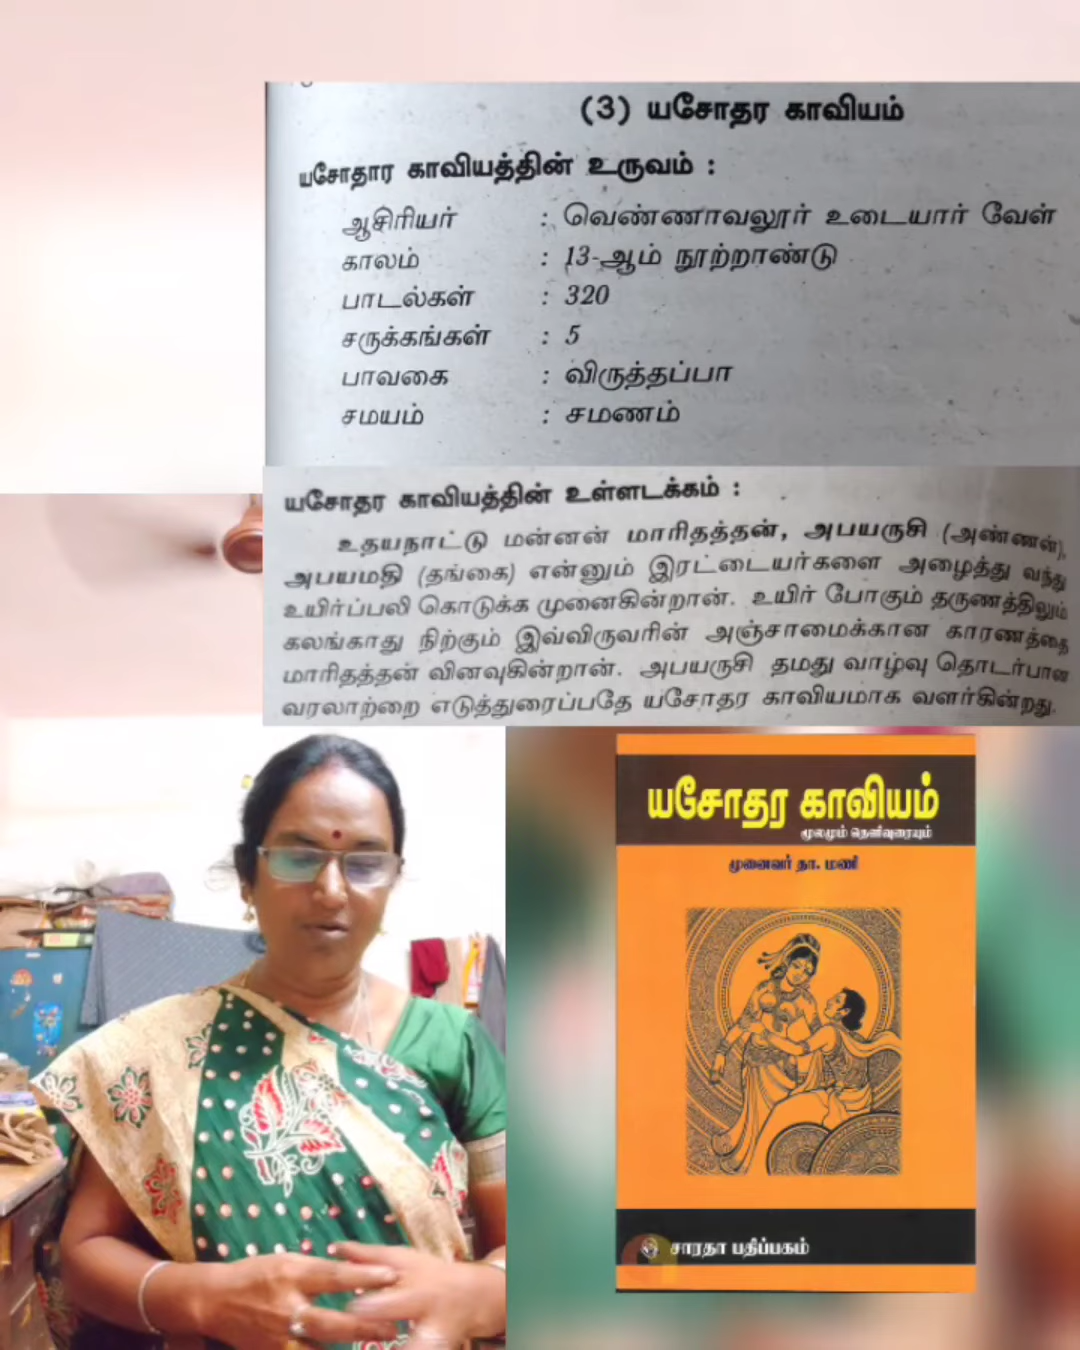 (3) யசோதர காவியம்
யசோதார காவியத்தின் உருவம் :
ஆசிரியர் : வெண்ணாவலூர் உடையார் வேள்
காலம் : 13-ஆம் நூற்றாண்டு
பாடல்கள் : 320
சருக்கங்கள் : 5
பாவகை : விருத்தப்பா
சமயம் : சமணம்
யசோதர காவியத்தின் உள்ளடக்கம் :
உதயநாட்டு மன்னன் மாரிதத்தன், அபயருசி (அண்ணன்),
அபயமதி (தங்கை) என்னும் இரட்டையர்களை அழைத்து வந்து
உயிர்ப்பலி கொடுக்க முனைகின்றான். உயிர் போகும் தருணத்திலும்
கலங்காது நிற்கும் இவ்விருவரின் அஞ்சாமைக்கான காரணத்தை
மாரிதத்தன் வினவுகின்றான். அபயருசி தமது வாழ்வு தொடர்பான
வரலாற்றை எடுத்துரைப்பதே யசோதர காவியமாக வளர்கின்றது.
யசோதர காவியம்
மூலமும் தெளிவுரையும்
முனைவர் தா. மணி
சாரதா பதிப்பகம்